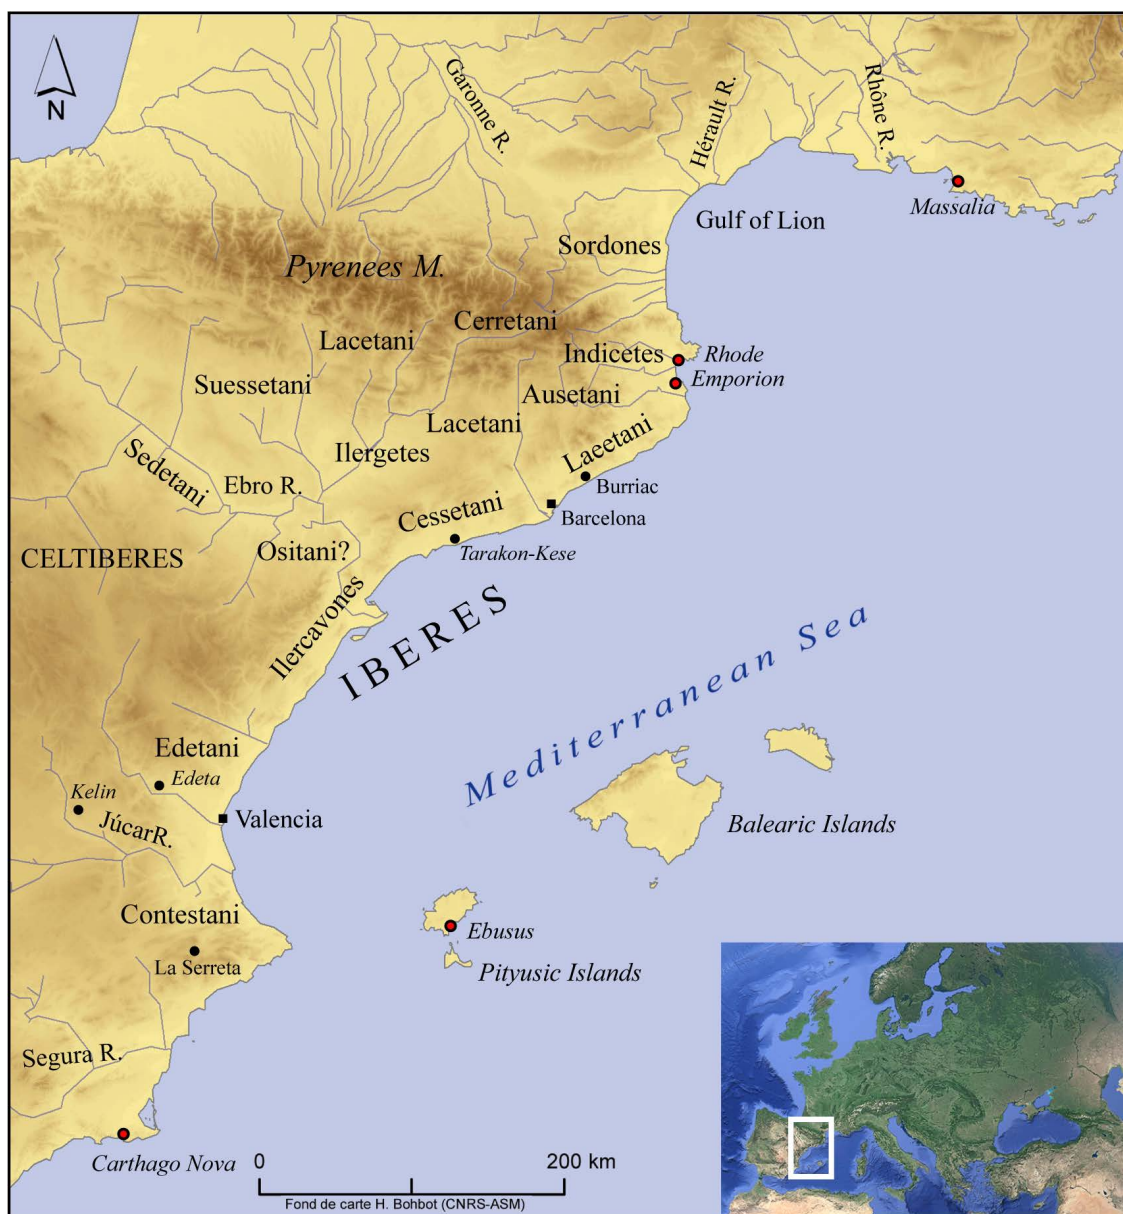 N
Garonne R.
Hérault R.
Rhône R.
Massalia
Gulf of Lion
Sordones
Pyrenees M.
Cerretani
Lacetani
Indicetes
Rhode
Emporion
Suessetani
Ausetani
Lacetani
Laeetani
Ilergetes
Sedetani
Ebro R.
Burriac
Barcelona
Cessetani
Tarakon-Kese
Ositani?
CELTIBERES
Ilercavones
IBERES
Mediterranean Sea
Edetani
Edeta
Kelin
JúcarR.
Valencia
Balearic Islands
Contestani
La Serreta
Ebusus
Pityusic Islands
Segura R.
Carthago Nova
0 200 km
Fond de carte H. Bohbot (CNRS-ASM)